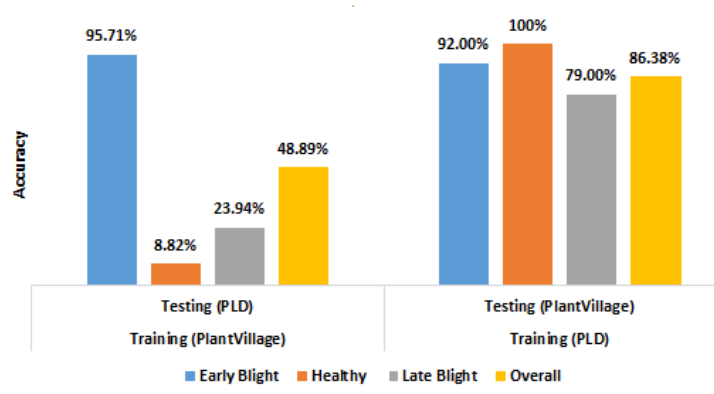 95.71%
8.82%
23.94%
48.89%
92.00%
100%
79.00%
86.38%
Accuracy
Testing (PLD)
Testing (PlantVillage)
Training (PlantVillage)
Training (PLD)
Early Blight
Healthy
Late Blight
Overall